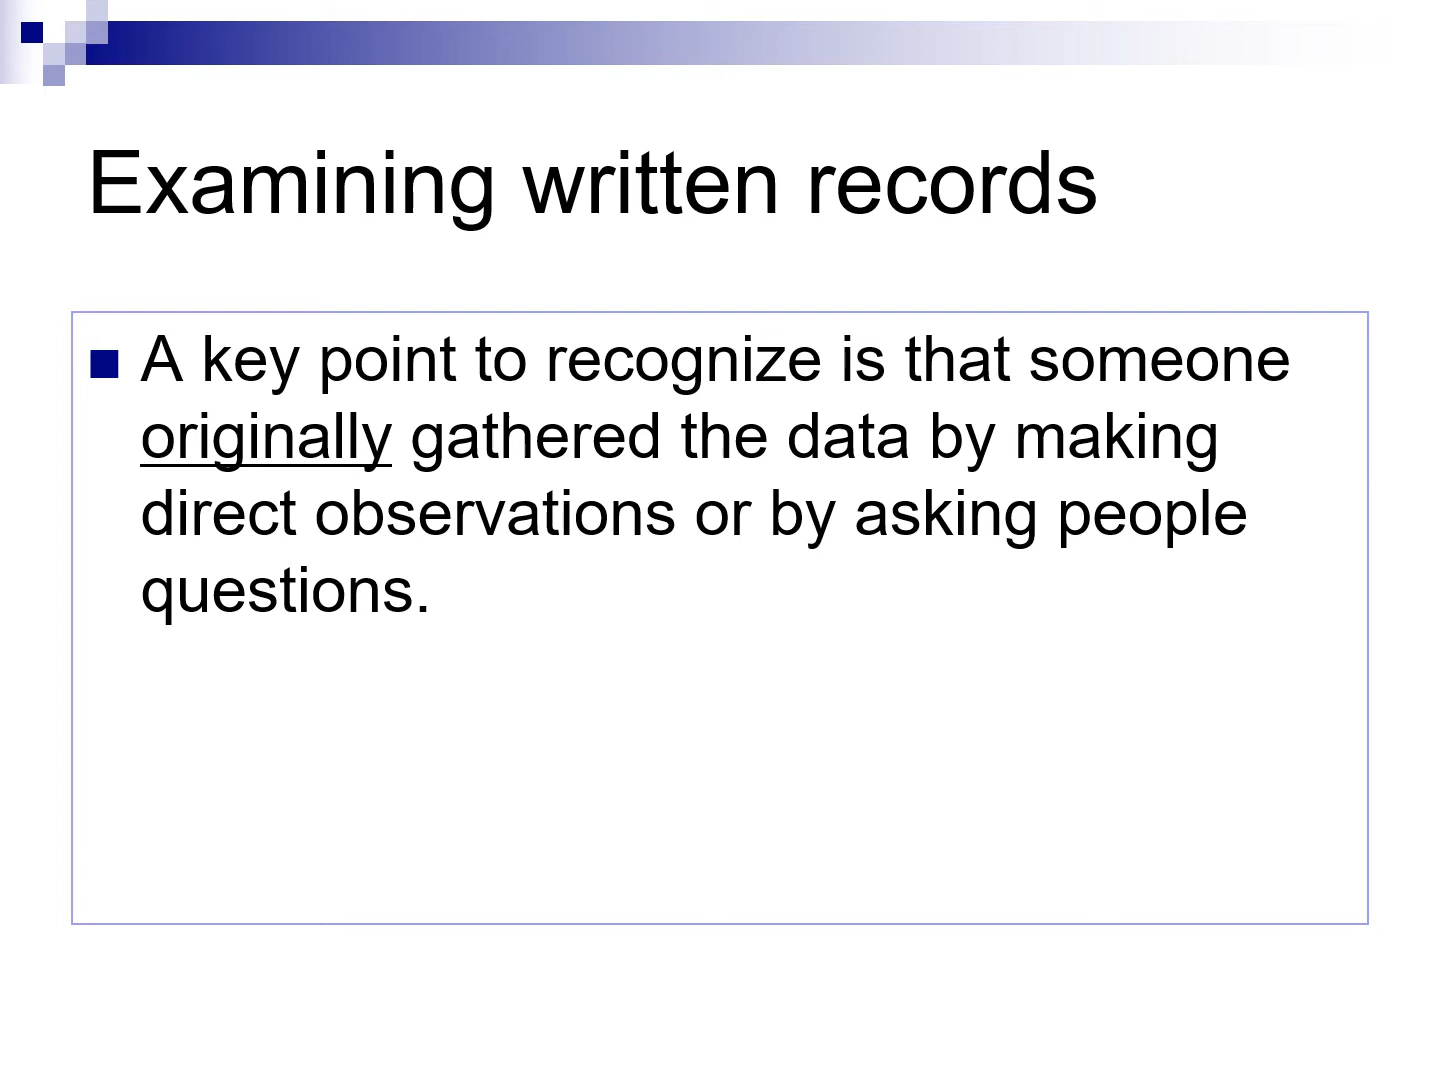 Examining written records
A key point to recognize is that someone
originally gathered the data by making
direct observations or by asking people
questions.